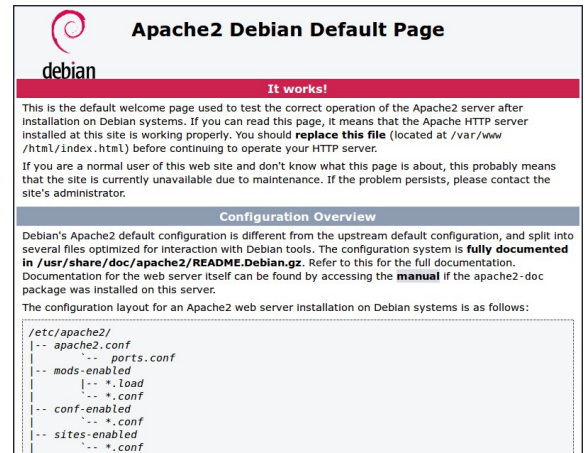 Apache2 Debian Default Page
debian
It works!
This is the default welcome page used to test the correct operation of the Apache2 server after
installation on Debian systems. If you can read this page, it means that the Apache HTTP server
installed at this site is working properly. You should replace this file (located at /var/www
/html/index.html) before continuing to operate your HTTP server.
If you are a normal user of this web site and don't know what this page is about, this probably means
that the site is currently unavailable due to maintenance. If the problem persists, please contact the
site's administrator.
Configuration Overview
Debian's Apache2 default configuration is different from the upstream default configuration, and split into
several files optimized for interaction with Debian tools. The configuration system is fully documented
in /usr/share/doc/apache2/README.Debian.gz. Refer to this for the full documentation.
Documentation for the web server itself can be found by accessing the manual if the apache2-doc
package was installed on this server.
The configuration layout for an Apache2 web server installation on Debian systems is as follows:
/etc/apache2/
|-- apache2.conf
|       `--  ports.conf
|-- mods-enabled
|       |-- *.load
|       `-- *.conf
|-- conf-enabled
|       `-- *.conf
|-- sites-enabled
|       `-- *.conf